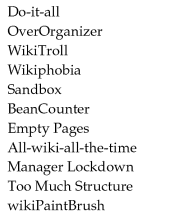 Do-it-all
OverOrganizer
WikiTroll
Wikiphobia
Sandbox
BeanCounter
Empty Pages
All-wiki-all-the-time
Manager Lockdown
Too Much Structure
wikiPaintBrush